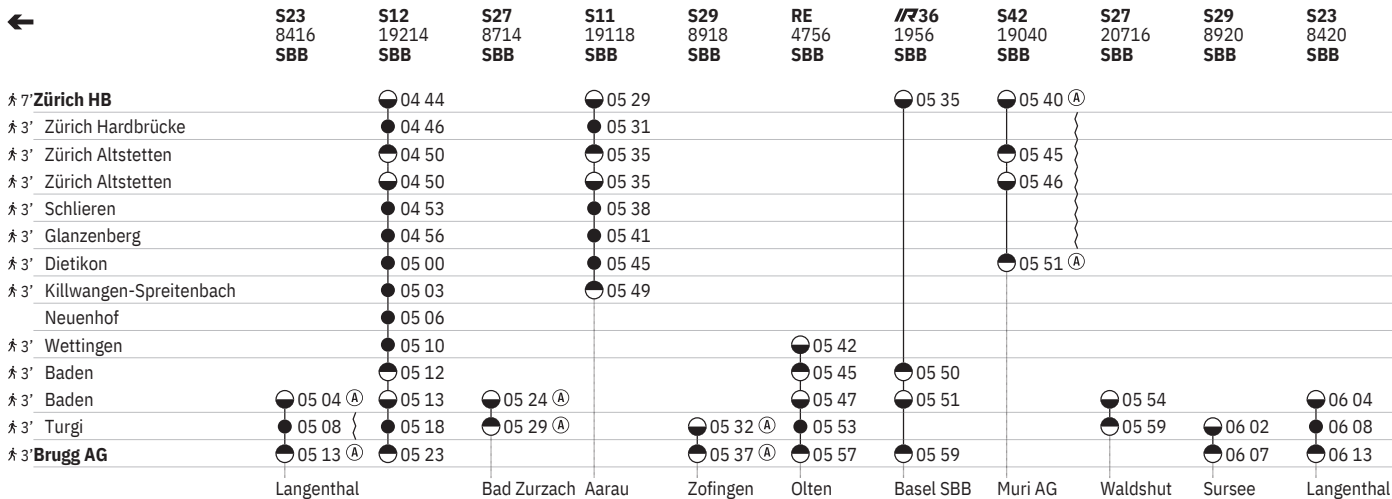 S23 S12 S27 S11 S29 RE IR36 S42 S27 S29 S23
8416 19214 8714 19118 8918 4756 1956 19040 20716 8920 8420
SBB SBB SBB SBB SBB SBB SBB SBB SBB SBB SBB
7' Zürich HB 04 44 05 29 05 35 05 40 A
3' Zürich Hardbrücke 04 46 05 31
3' Zürich Altstetten 04 50 05 35 05 45
3' Zürich Altstetten 04 50 05 35 05 46
3' Schlieren 04 53 05 38
3' Glanzenberg 04 56 05 41
3' Dietikon 05 00 05 45 05 51 A
3' Killwangen-Spreitenbach 05 03 05 49
Neuenhof 05 06
3' Wettingen 05 10 05 42
3' Baden 05 12 05 45 05 50
3' Baden 05 04 A 05 13 05 24 A 05 47 05 51 05 54 06 04
3' Turgi 05 08 05 18 05 29 A 05 32 A 05 53 05 59 06 02 06 08
3' Brugg AG 05 13 A 05 23 05 37 A 05 57 05 59 06 07 06 13
Langenthal Bad Zurzach Aarau Zofingen Olten Basel SBB Muri AG Waldshut Sursee Langenthal